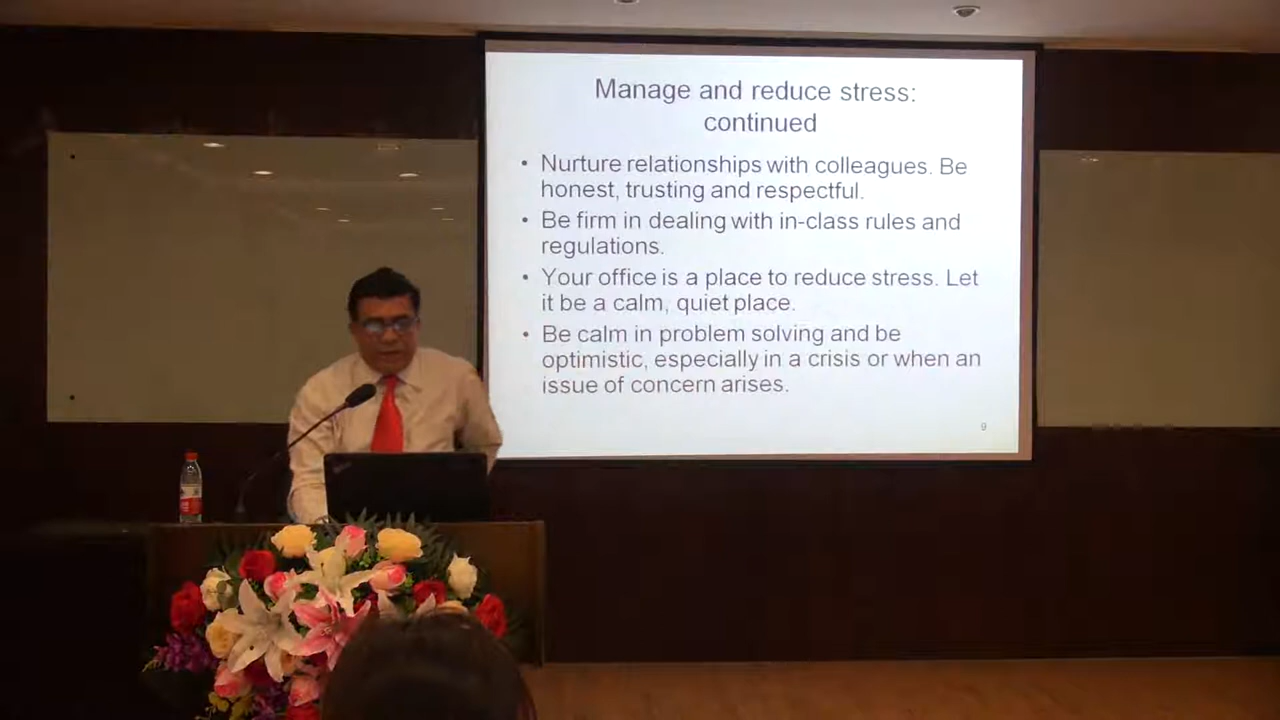 Manage and reduce stress:
continued
• Nurture relationships with colleagues. Be
honest, trusting and respectful.
• Be firm in dealing with in-class rules and
regulations.
• Your office is a place to reduce stress. Let
it be a calm, quiet place.
• Be calm in problem solving and be
optimistic, especially in a crisis or when an
issue of concern arises.
9